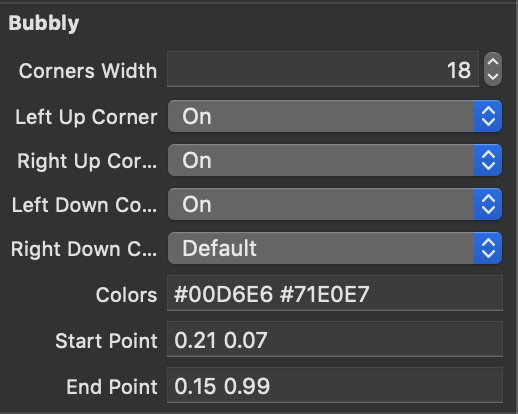 Bubbly
Corners Width 18
Left Up Corner On
Right Up Cor... On
Left Down Co... On
Right Down C... Default
Colors #00D6E6 #71E0E7
Start Point 0.21 0.07
End Point 0.15 0.99